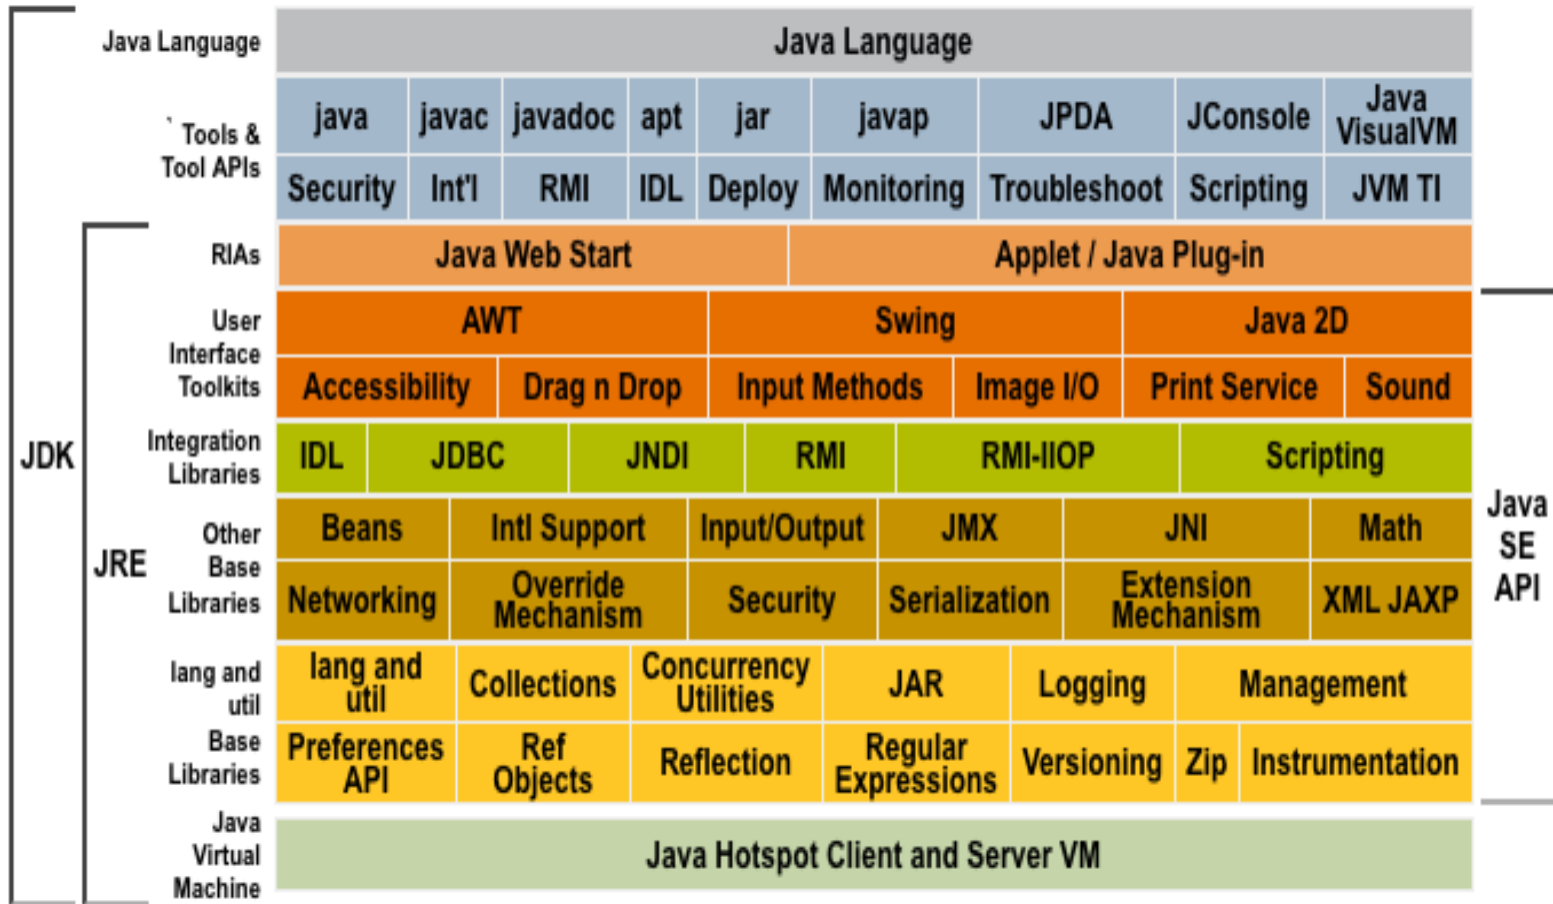 Java Language
Java Language
java javac javadoc apt jar javap JPDA JConsole Java VisualVM
` Tools &
Tool APIs
Security Int'l RMI IDL Deploy Monitoring Troubleshoot Scripting JVM TI
RIAs
Java Web Start Applet / Java Plug-in
User
Interface
Toolkits
AWT Swing Java 2D
Accessibility Drag n Drop Input Methods Image I/O Print Service Sound
JDK
Integration
Libraries
IDL JDBC JNDI RMI RMI-IIOP Scripting
JRE
Other
Base
Libraries
Beans Intl Support Input/Output JMX JNI Math
Networking Override Mechanism Security Serialization Extension Mechanism XML JAXP
Java
SE
API
lang and
util
lang and util Collections Concurrency Utilities JAR Logging Management
Base
Libraries
Preferences API Ref Objects Reflection Regular Expressions Versioning Zip Instrumentation
Java
Virtual
Machine
Java Hotspot Client and Server VM